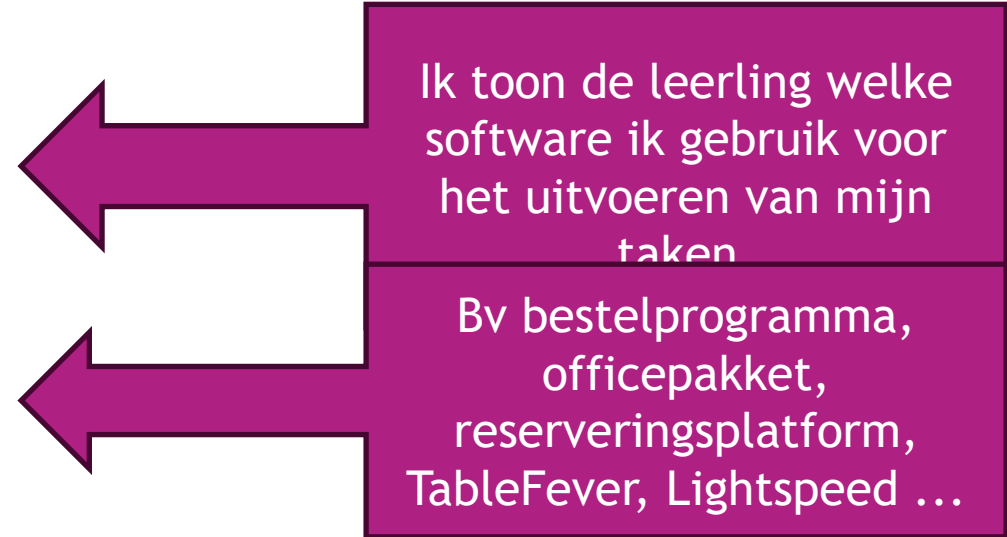 Ik toon de leerling welke
software ik gebruik voor
het uitvoeren van mijn
taken
Bv bestelprogramma,
officepakket,
reserveringsplatform,
TableFever, Lightspeed ...